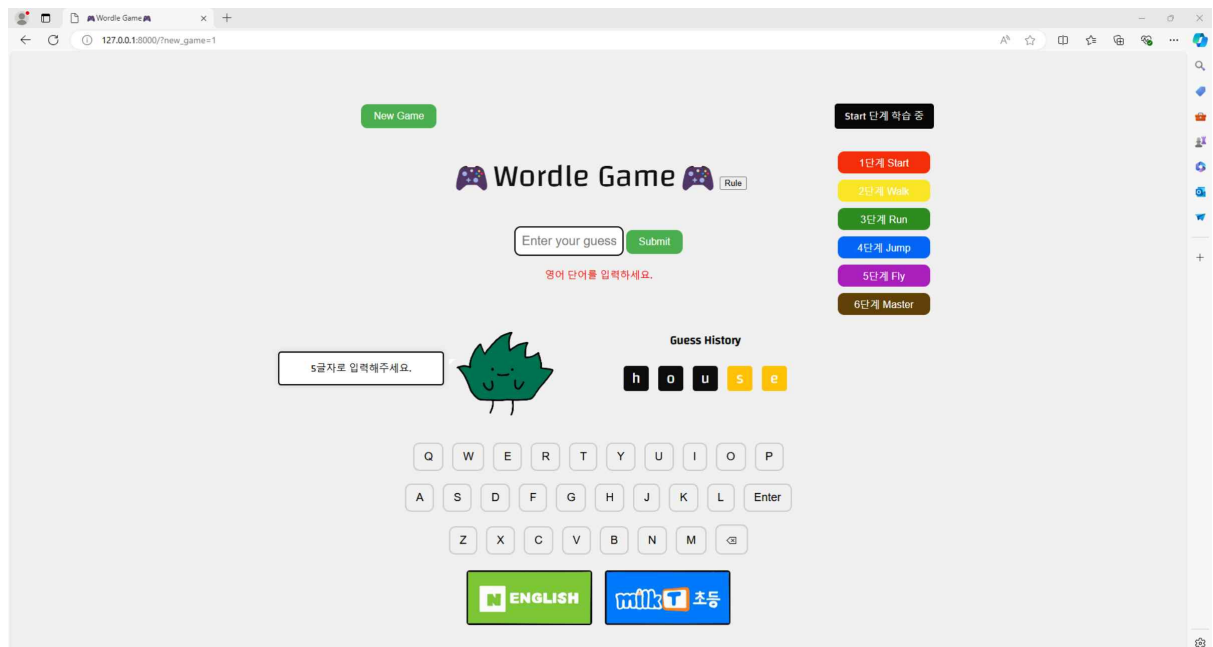 🎮 Wordle Game 🎮
127.0.0.1:8000/?new_game=1
New Game
Start 단계 학습 중
🎮 Wordle Game 🎮 Rule
1단계 Start
2단계 Walk
3단계 Run
4단계 Jump
5단계 Fly
6단계 Master
Enter your guess Submit
영어 단어를 입력하세요.
5글자로 입력해주세요.
Guess History
h o u s e
Q W E R T Y U I O P
A S D F G H J K L Enter
Z X C V B N M
N ENGLISH
milk T 초등